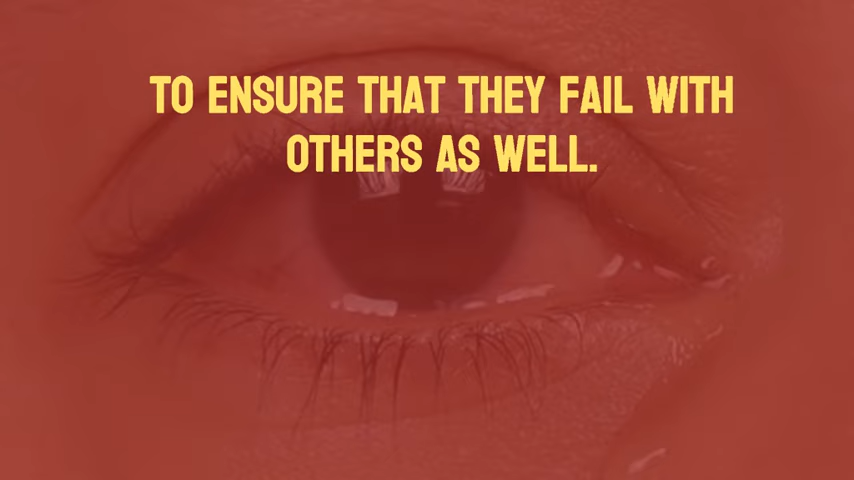 TO ENSURE THAT THEY FAIL WITH
OTHERS AS WELL.